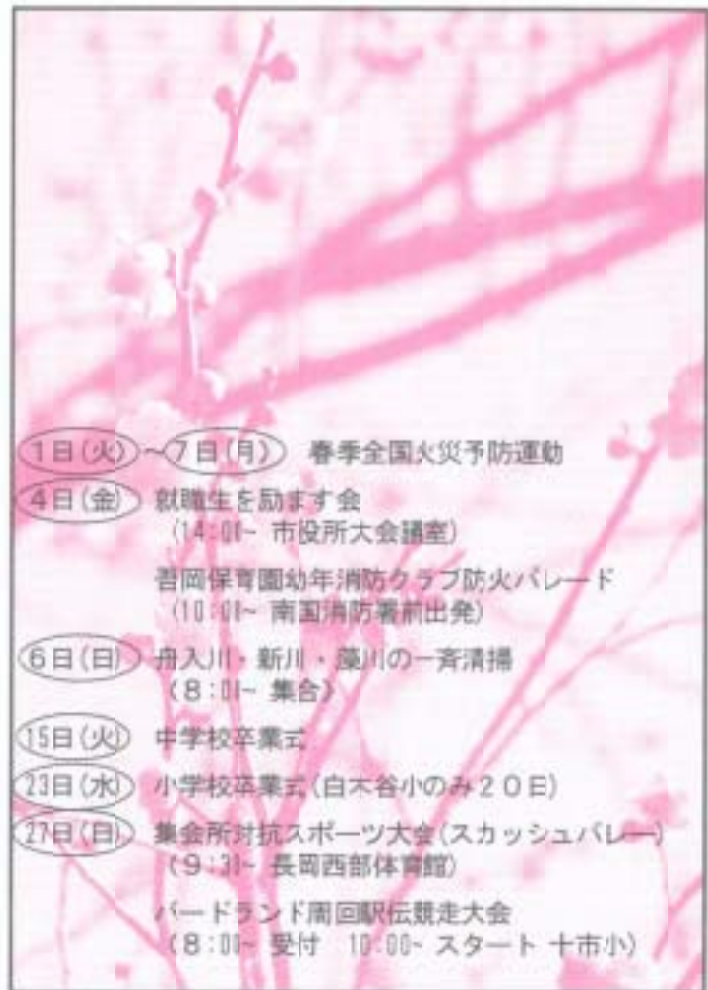 1日(火)～7日(月) 春季全国火災予防運動
4日(金) 就職生を励ます会
(14:00~ 市役所大会議室)
吾岡保育園幼年消防クラブ防火パレード
(10:00~ 南国消防署前出発)
6日(日) 舟入川・新川・藻川の一斉清掃
(8:00~ 集合)
15日(火) 中学校卒業式
23日(水) 小学校卒業式(白木谷小のみ20日)
27日(日) 集会所対抗スポーツ大会(スカッシュバレー)
(9:30~ 長岡西部体育館)
バードランド周回駅伝競走大会
(8:00~ 受付 10:00~ スタート 十市小)